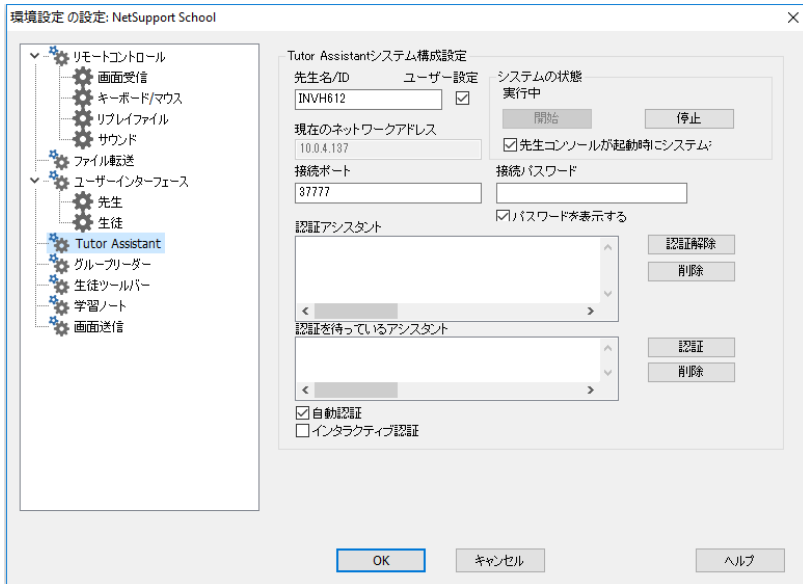 環境設定 の設定: NetSupport School
リモートコントロール
画面受信
キーボード/マウス
リプレイファイル
サウンド
ファイル転送
ユーザーインターフェース
先生
生徒
Tutor Assistant
グループリーダー
生徒ツールバー
学習ノート
画面送信
Tutor Assistantシステム構成設定
先生名/ID
ユーザー設定
INVH612
システムの状態
実行中
開始
停止
先生コンソールが起動時にシステム
現在のネットワークアドレス
10.0.4.137
接続ポート
37777
接続パスワード
パスワードを表示する
認証アシスタント
認証解除
削除
認証を待っているアシスタント
認証
削除
自動認証
インタラクティブ認証
OK
キャンセル
ヘルプ